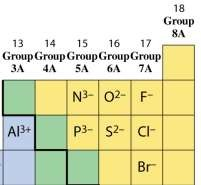 18
Group
8A
13 14 15 16 17
Group Group Group Group Group
3A 4A 5A 6A 7A
N3− O2− F−
Al3+ P3− S2− Cl−
Br−